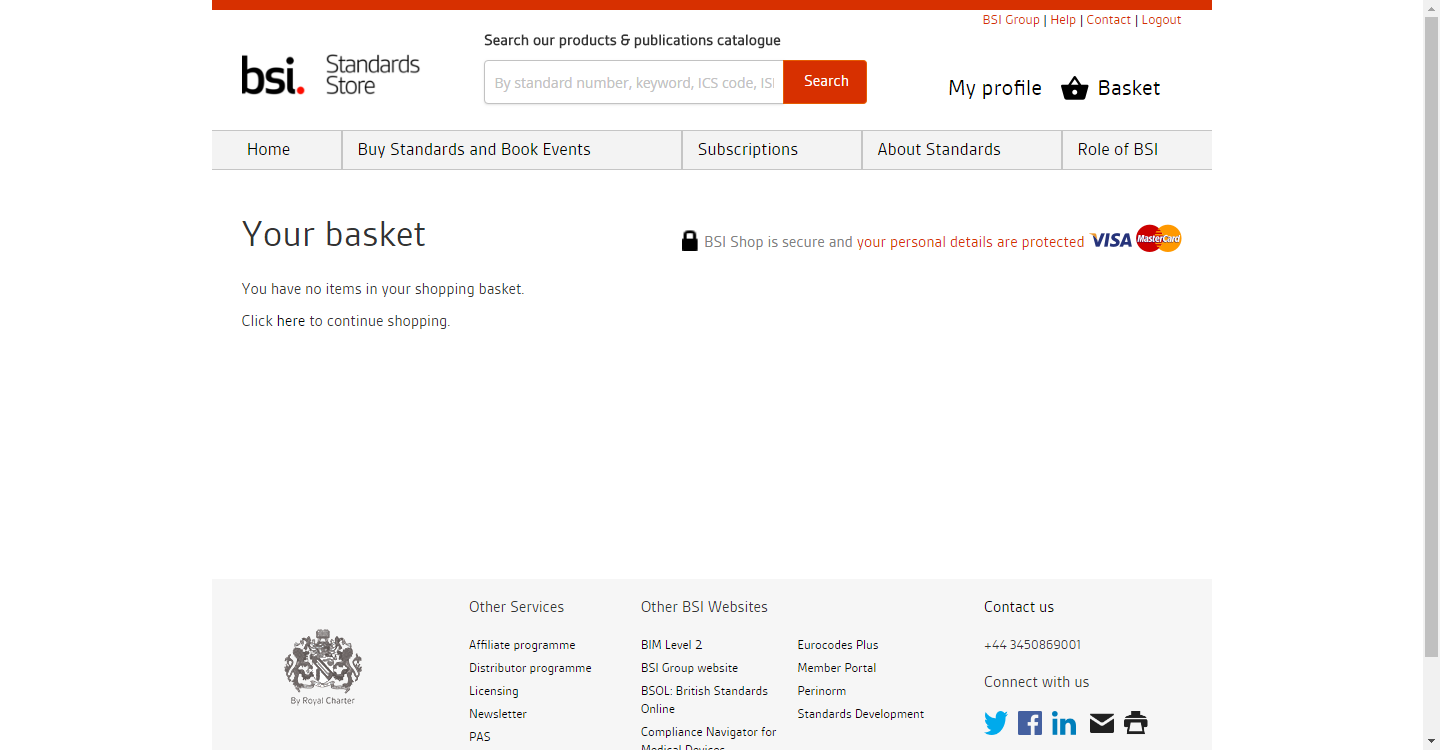 BSI Group | Help | Contact | Logout
Search our products & publications catalogue
bsi. Standards Store
By standard number, keyword, ICS code, ISI
Search
My profile
Basket
Home
Buy Standards and Book Events
Subscriptions
About Standards
Role of BSI
Your basket
BSI Shop is secure and your personal details are protected
VISA
MasterCard
You have no items in your shopping basket.
Click here to continue shopping.
By Royal Charter
Other Services
Affiliate programme
Distributor programme
Licensing
Newsletter
PAS
Other BSI Websites
BIM Level 2
BSI Group website
BSOL: British Standards
Online
Compliance Navigator for
Medical Devices
Eurocodes Plus
Member Portal
Perinorm
Standards Development
Contact us
+44 3450869001
Connect with us